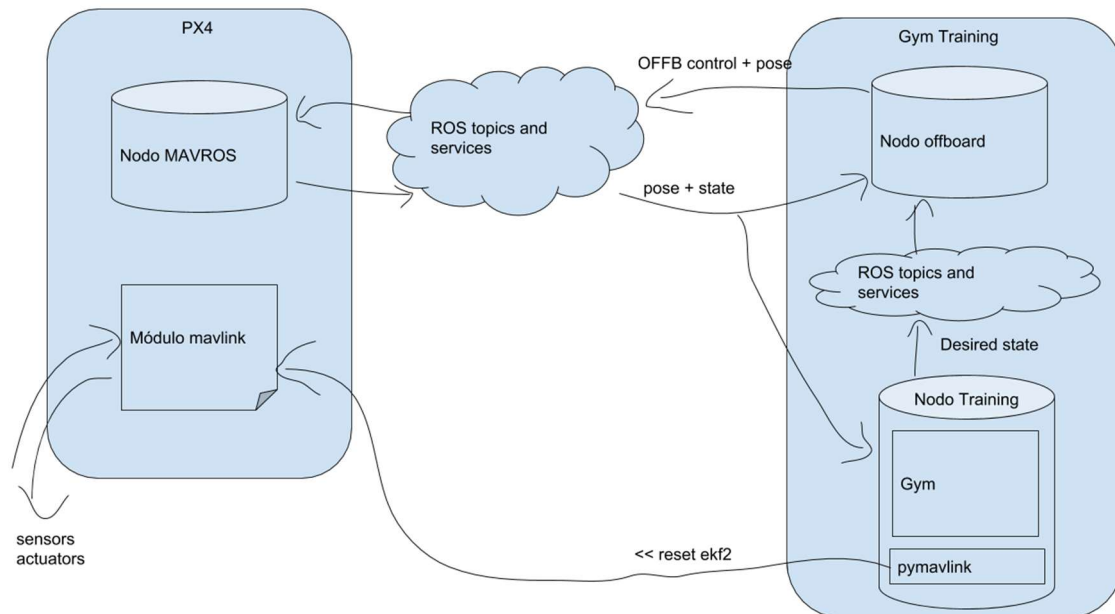 PX4
Gym Training
OFFB control + pose
Nodo MAVROS
ROS topics and
services
Nodo offboard
pose + state
ROS topics and
services
Módulo mavlink
Desired state
Nodo Training
Gym
sensors
actuators
<< reset ekf2
pymavlink